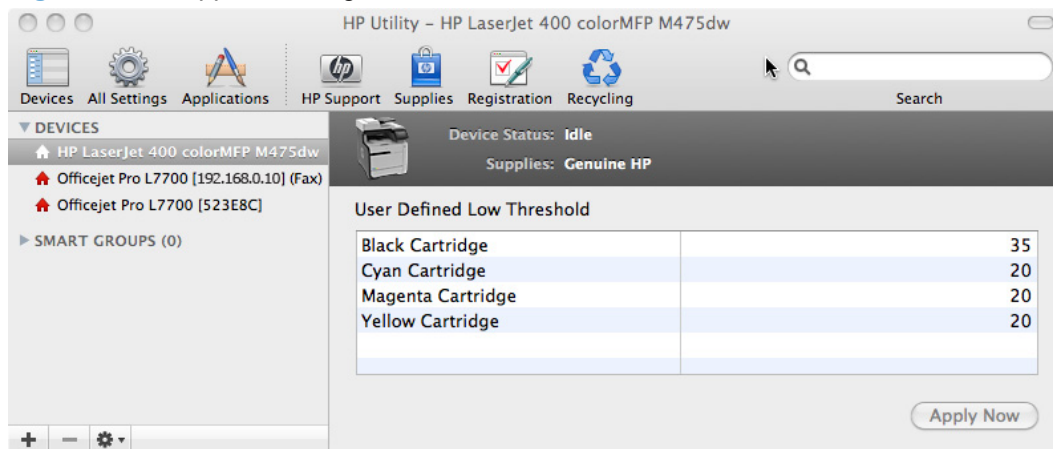 HP Utility – HP LaserJet 400 colorMFP M475dw
Devices All Settings Applications HP Support Supplies Registration Recycling Search
DEVICES
HP LaserJet 400 colorMFP M475dw
Officejet Pro L7700 [192.168.0.10] (Fax)
Officejet Pro L7700 [523E8C]
SMART GROUPS (0)
Device Status: Idle
Supplies: Genuine HP
User Defined Low Threshold
Black Cartridge 35
Cyan Cartridge 20
Magenta Cartridge 20
Yellow Cartridge 20
Apply Now